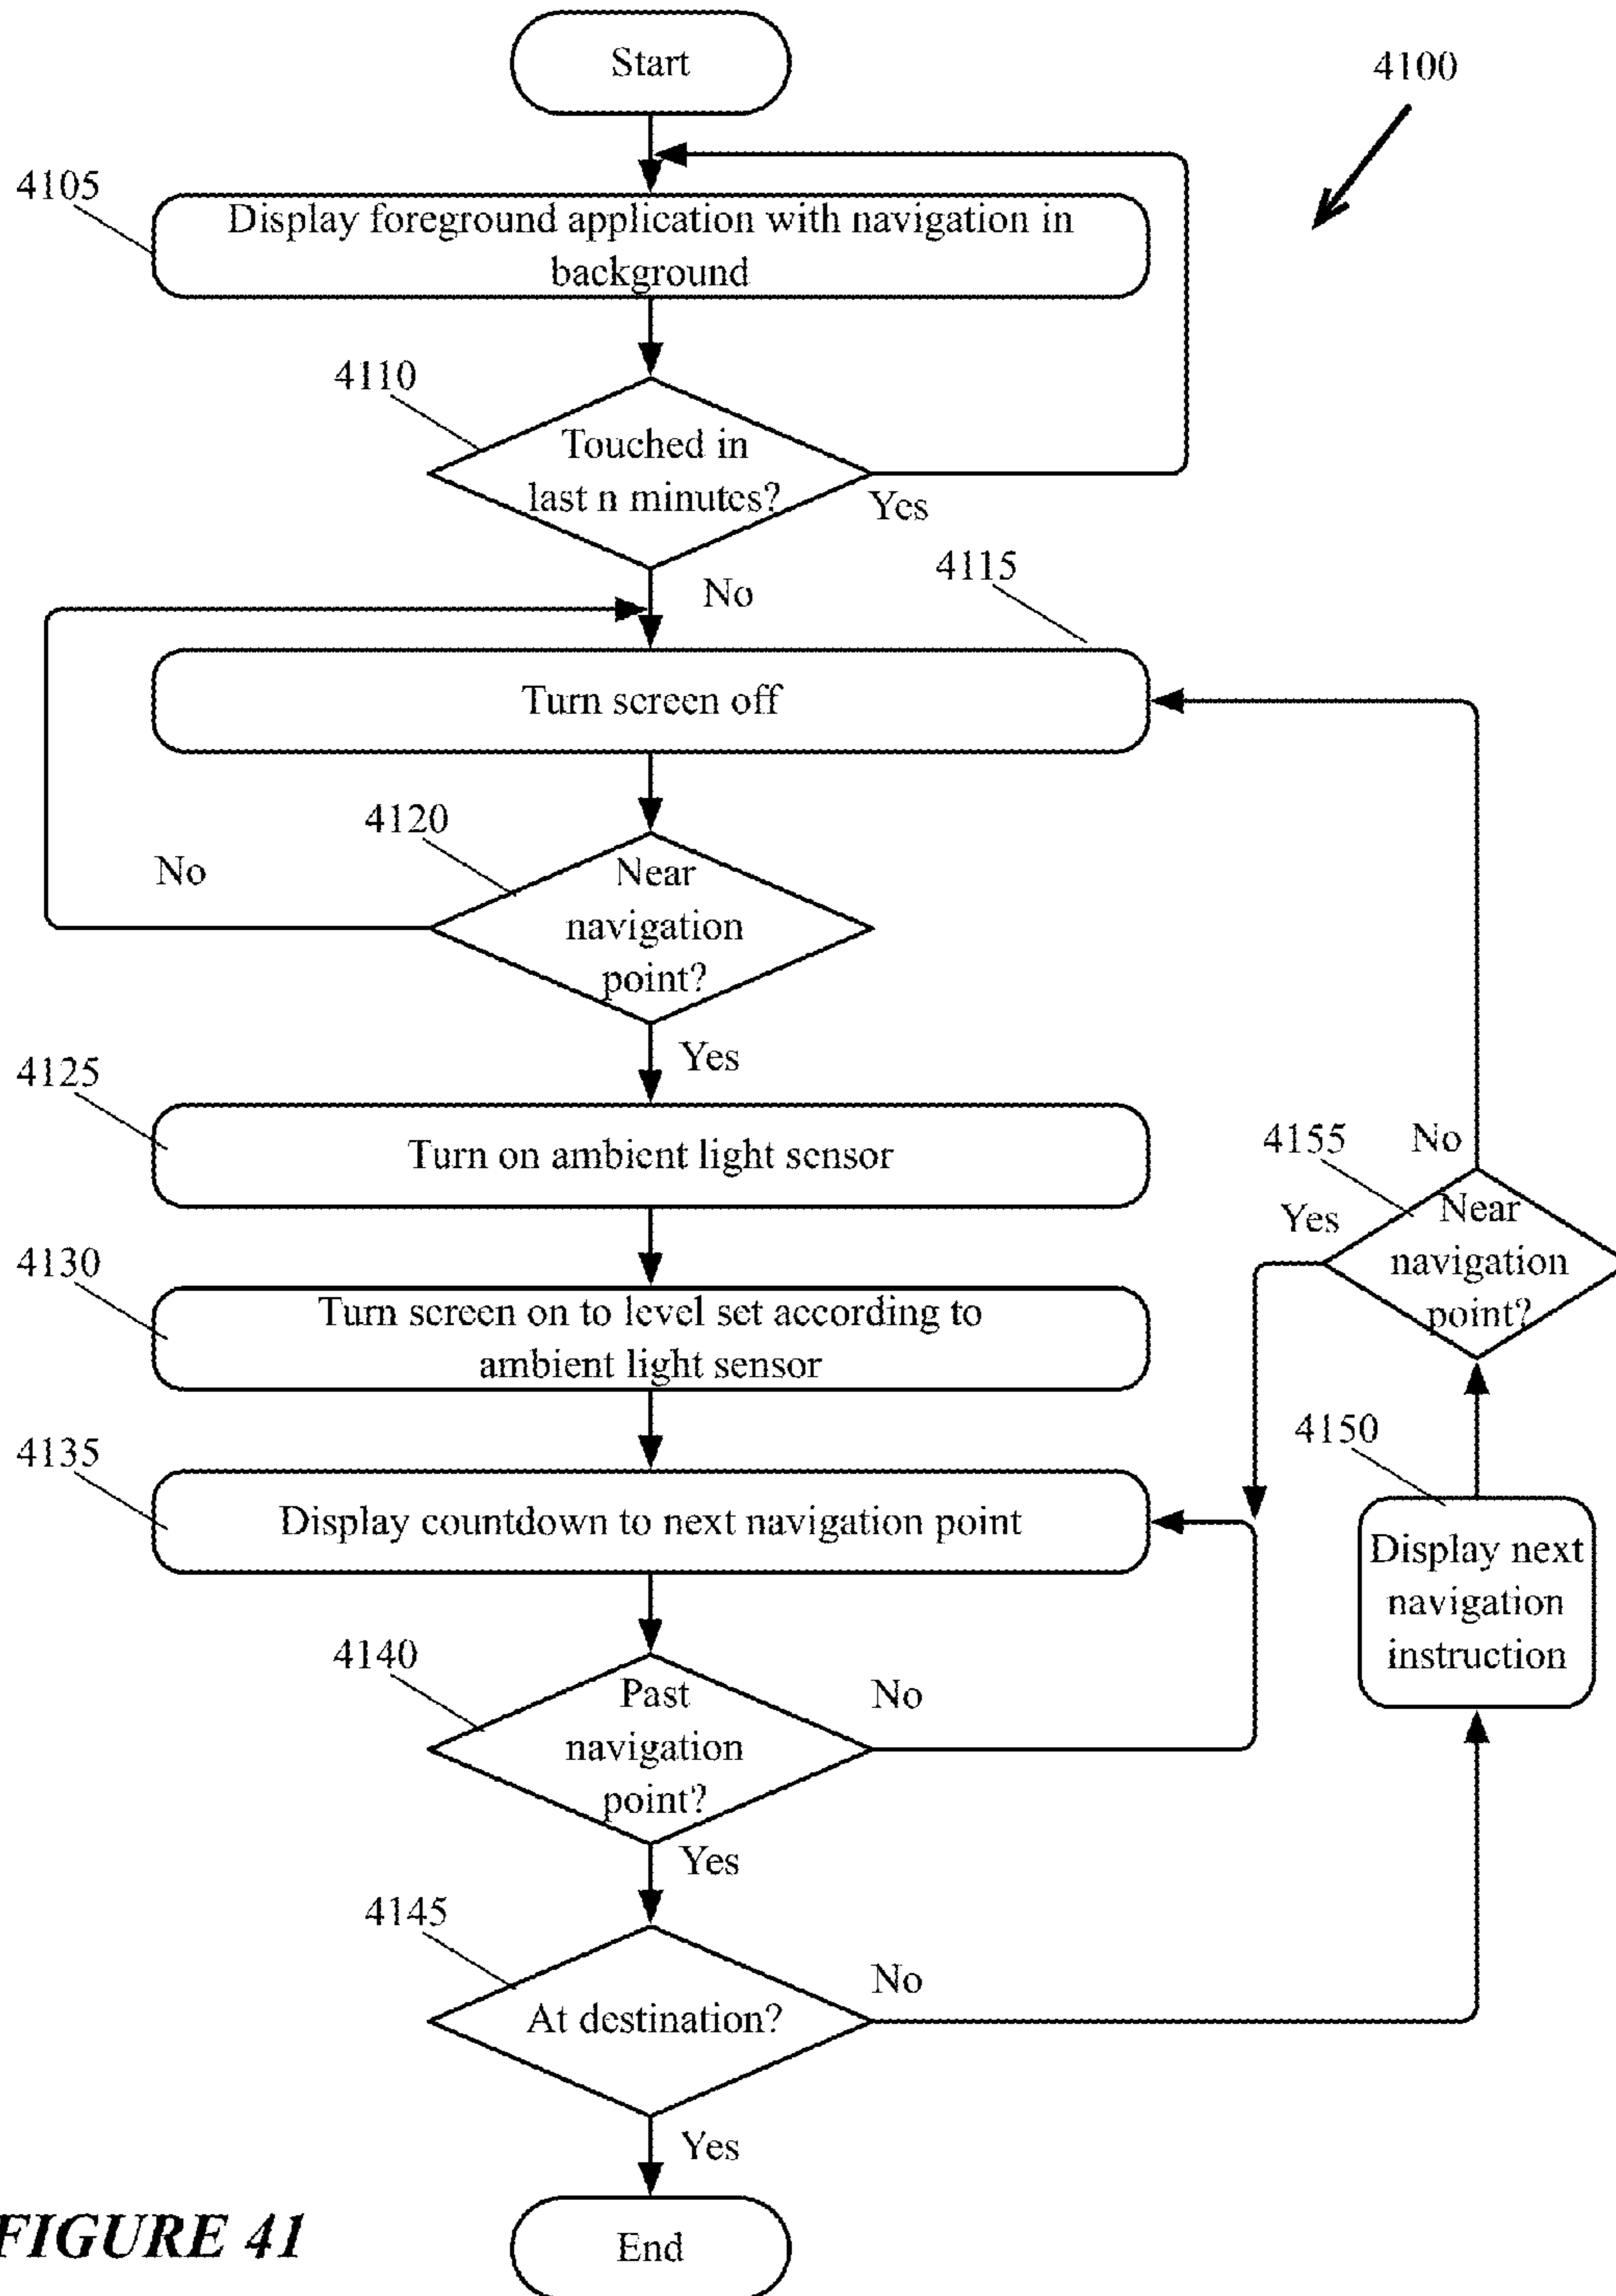 Start
4100
4105
Display foreground application with navigation in
background
4110
Touched in
last n minutes?
Yes
No
4115
Turn screen off
4120
Near
navigation
point?
No
Yes
4125
Turn on ambient light sensor
4155
No
Yes
Near
navigation
point?
4130
Turn screen on to level set according to
ambient light sensor
4135
Display countdown to next navigation point
4150
Display next
navigation
instruction
4140
Past
navigation
point?
No
Yes
4145
At destination?
No
Yes
End
FIGURE 41